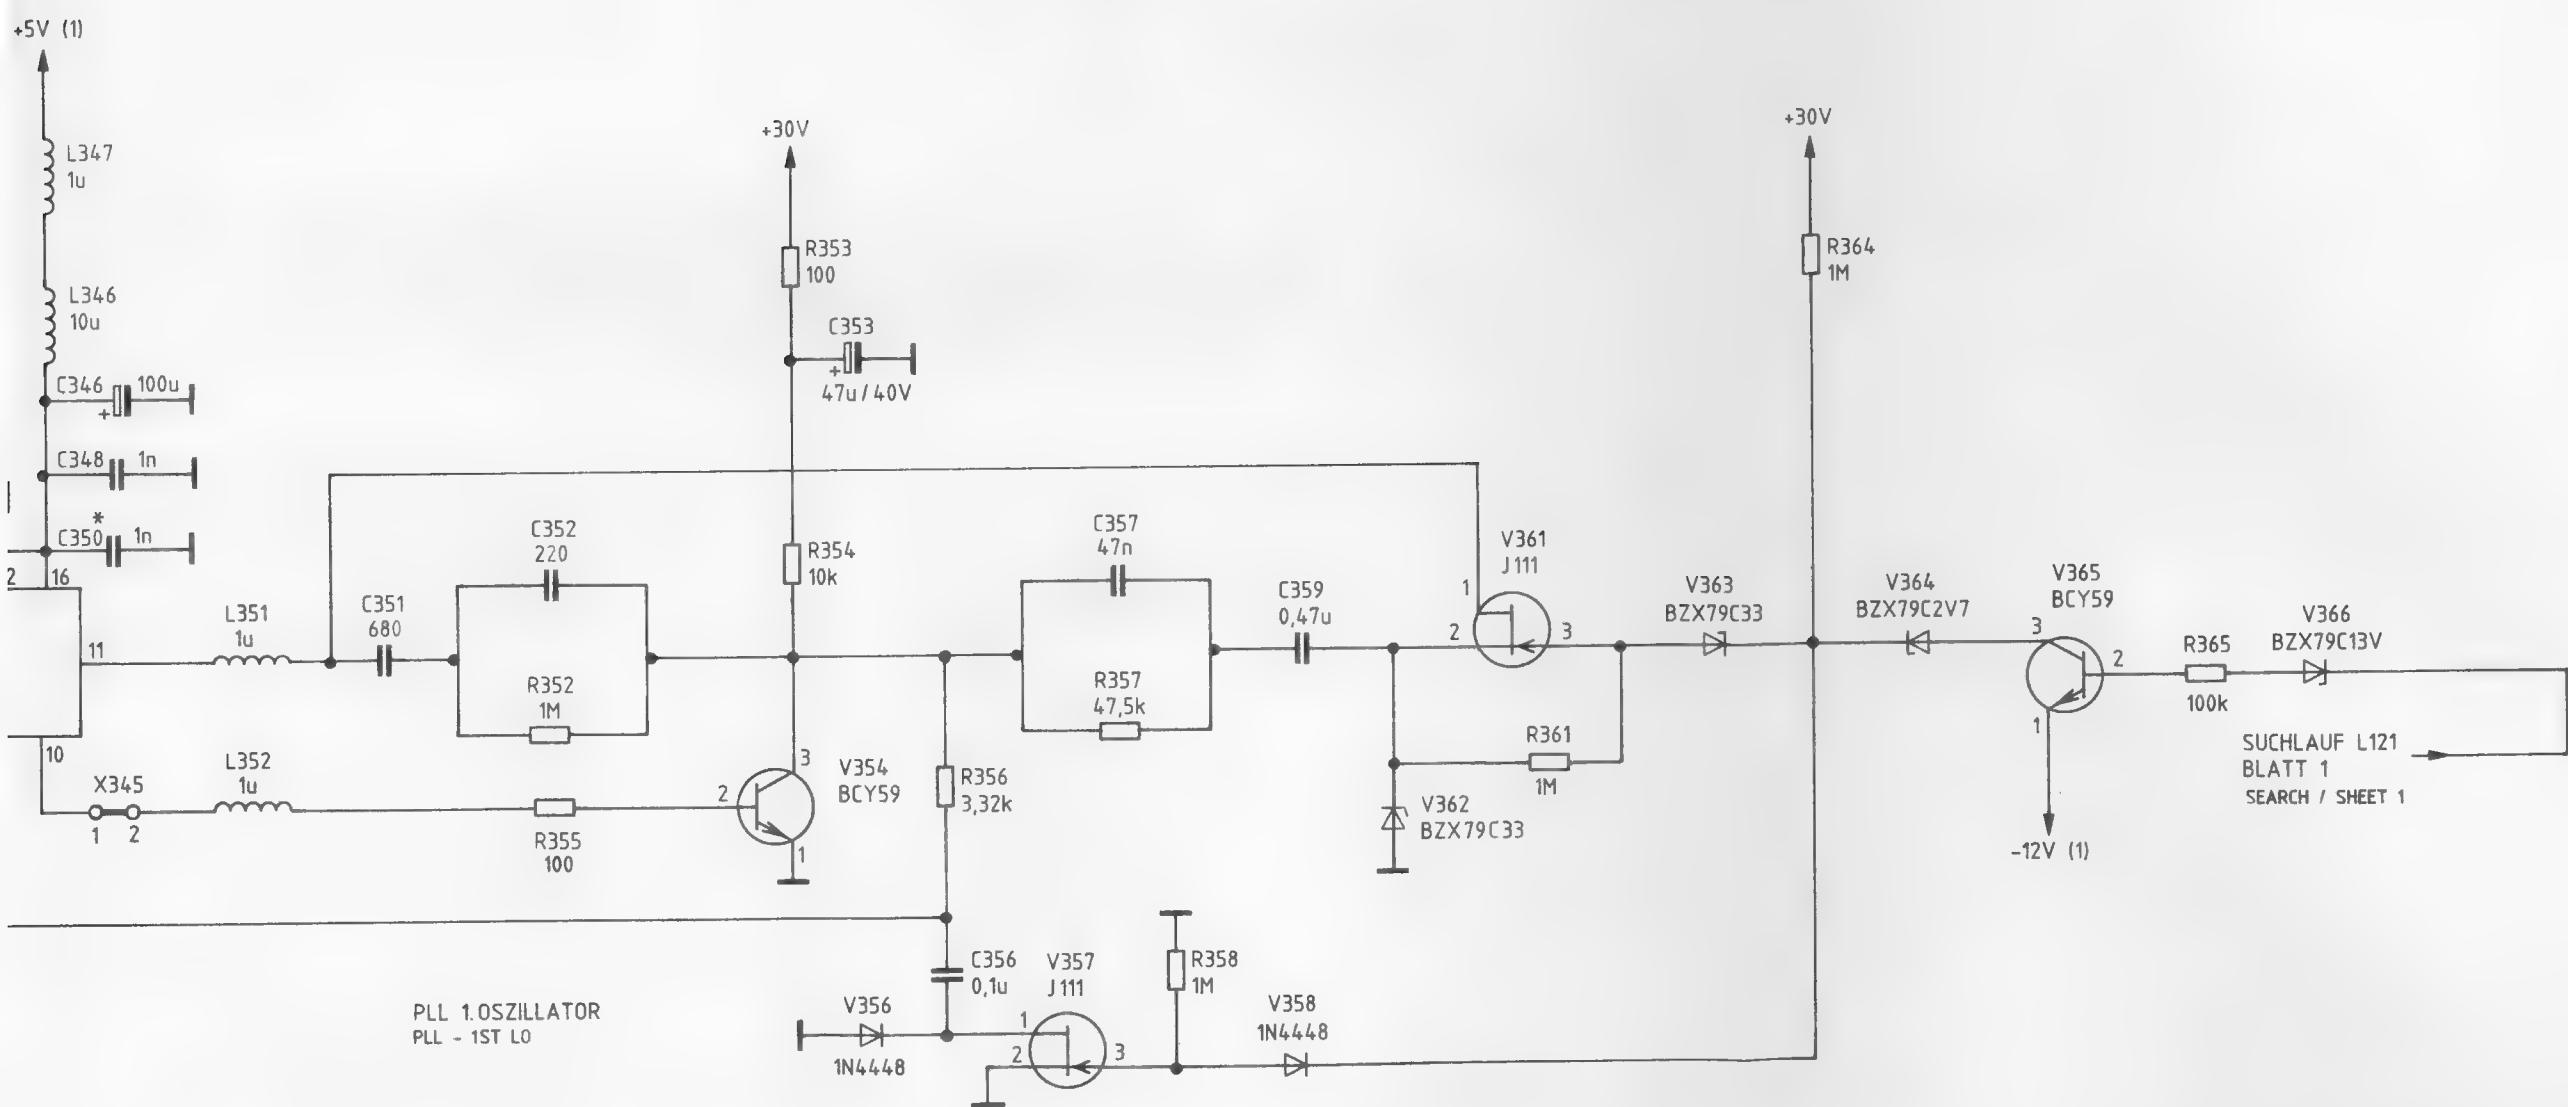 +5V (1)
L347
1u
L346
10u
C346 100u
+
C348 1n
*
C350 1n
2 16
11
10
X345
1 2
L351
1u
C351
680
C352
220
R352
1M
L352
1u
R355
100
+30V
R353
100
C353
+
47u/40V
R354
10k
2
3
1
V354
BCY59
R356
3,32k
C357
47n
R357
47,5k
C359
0,47u
V361
J111
1
2
3
R361
1M
V362
BZX79C33
V363
BZX79C33
+30V
R364
1M
V364
BZX79C2V7
V365
BCY59
3
2
1
-12V (1)
R365
100k
V366
BZX79C13V
SUCHLAUF L121
BLATT 1
SEARCH / SHEET 1
C356
0,1u
V357
J111
1
2
3
V356
1N4448
R358
1M
V358
1N4448
PLL 1.OSZILLATOR
PLL - 1ST LO